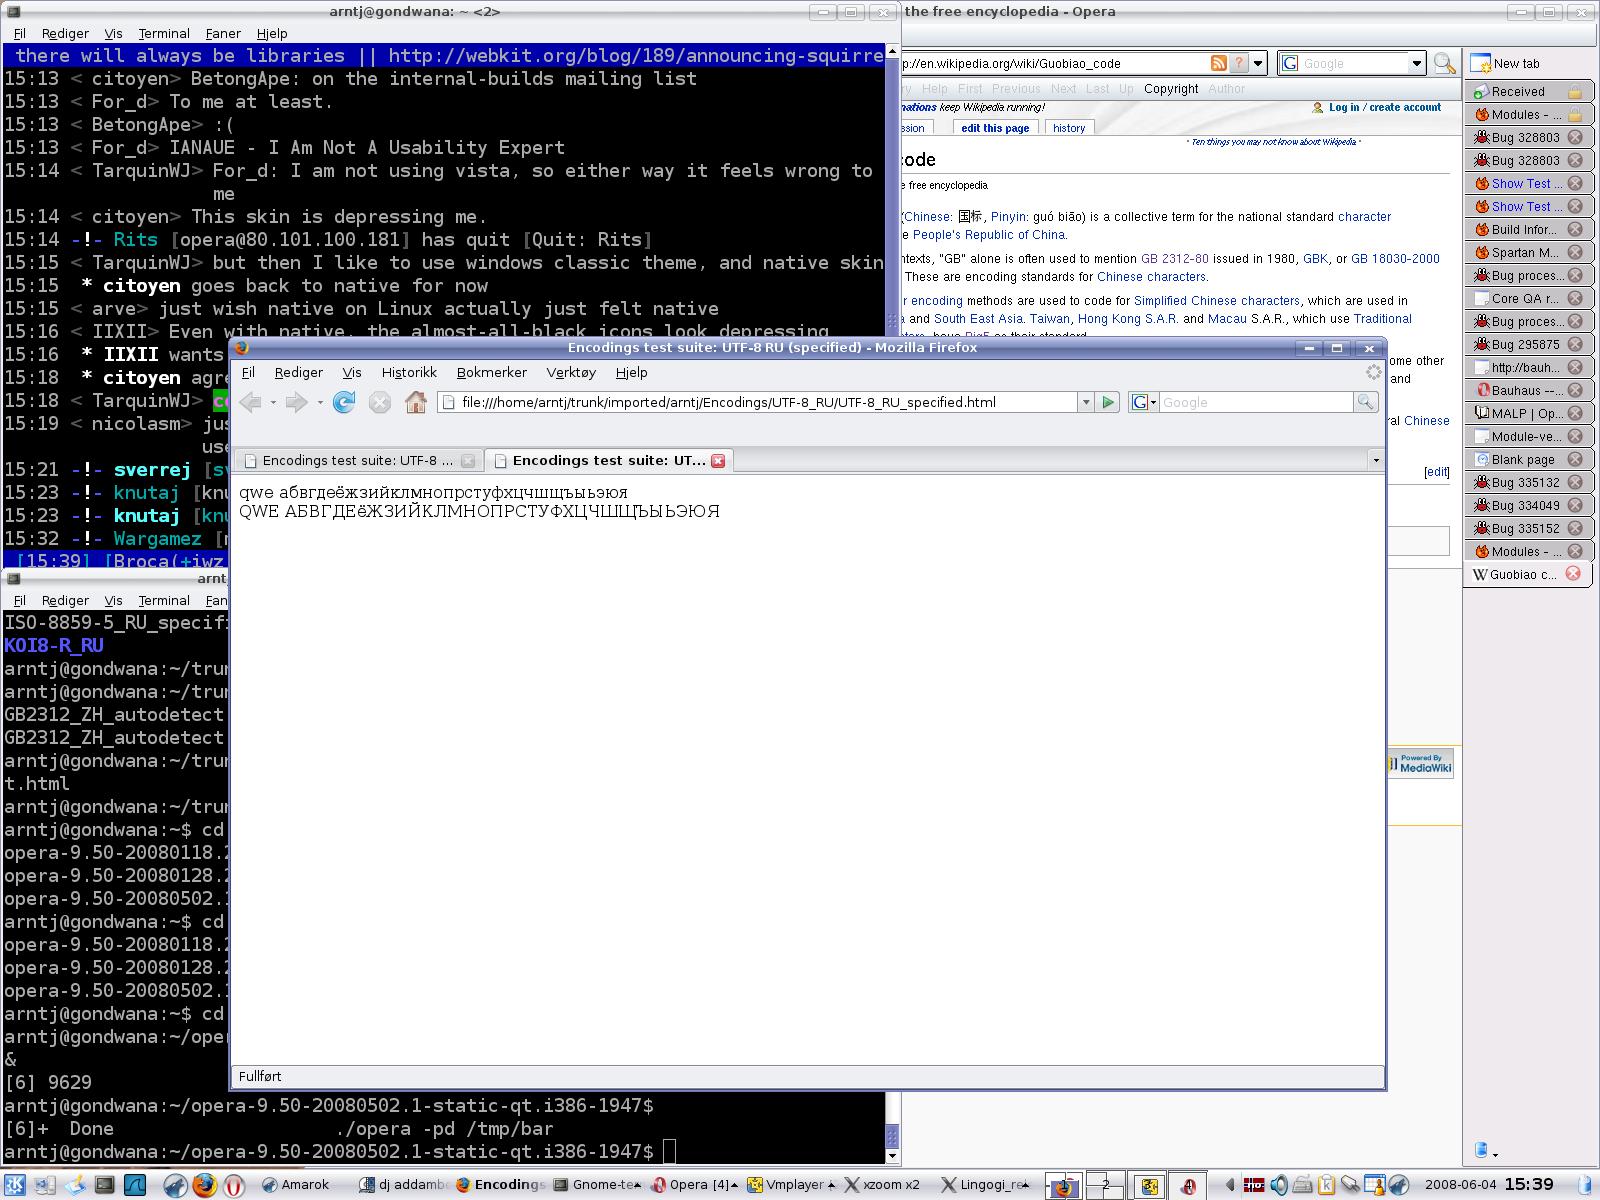 arntj@gondwana: ~ <2>
Fil Rediger Vis Terminal Faner Hjelp
there will always be libraries || http://webkit.org/blog/189/announcing-squirre
15:13 < citoyen> BetongApe: on the internal-builds mailing list
15:13 < For_d> To me at least.
15:13 < BetongApe> :(
15:13 < For_d> IANAUE - I Am Not A Usability Expert
15:14 < TarquinWJ> For_d: I am not using vista, so either way it feels wrong to
me
15:14 < citoyen> This skin is depressing me.
15:14 -!- Rits [opera@80.101.100.181] has quit [Quit: Rits]
15:15 < TarquinWJ> but then I like to use windows classic theme, and native skin
15:15 * citoyen goes back to native for now
15:15 < arve> just wish native on Linux actually just felt native
15:16 < IIXII> Even with native, the almost-all-black icons look depressing
15:16 * IIXII wants
15:18 * citoyen agre
15:18 < TarquinWJ>
15:19 < nicolasm> jus
use
15:21 -!- sverrej [sv
15:23 -!- knutaj [knu
15:23 -!- knutaj [knu
15:32 -!- Wargamez [
[15:39] [Broca(+iwz
the free encyclopedia - Opera
p://en.wikipedia.org/wiki/Guobiao_code
Google
Help First Previous Next Last Up Copyright Author
nations keep Wikipedia running!
Log in / create account
ssion edit this page history
• Ten things you may not know about Wikipedia •
code
e free encyclopedia
(Chinese: 国标, Pinyin: guó biāo) is a collective term for the national standard character
e People's Republic of China.
ntexts, "GB" alone is often used to mention GB 2312-80 issued in 1980, GBK, or GB 18030-2000
These are encoding standards for Chinese characters.
r encoding methods are used to code for Simplified Chinese characters, which are used in
a and South East Asia. Taiwan, Hong Kong S.A.R. and Macau S.A.R., which use Traditional
ome other
and
al Chinese
[edit]
Powered By
MediaWiki
New tab
Received
Modules - ...
Bug 328803
Bug 328803
Show Test ...
Show Test ...
Build Infor...
Spartan M...
Bug proces...
Core QA r...
Bug proces...
Bug 295875
http://bauh...
Bauhaus --...
MALP | Op...
Module-ve...
Blank page
Bug 335132
Bug 334049
Bug 335152
Modules - ...
Guobiao c...
Encodings test suite: UTF-8 RU (specified) - Mozilla Firefox
Fil Rediger Vis Historikk Bokmerker Verktøy Hjelp
file:///home/arntj/trunk/imported/arntj/Encodings/UTF-8_RU/UTF-8_RU_specified.html
Google
Encodings test suite: UTF-8 ...
Encodings test suite: UT...
qwe абвгдеёжзийклмнопрстуфхцчшщъыьэюя
QWE АБВГДЕёЖЗИЙКЛМНОПРСТУФХЦЧШЩЪЫЬЭЮЯ
Fullført
arntj
Fil Rediger Vis Terminal Fan
ISO-8859-5_RU_specifi
KOI8-R_RU
arntj@gondwana:~/trun
arntj@gondwana:~/trun
GB2312_ZH_autodetect
GB2312_ZH_autodetect
arntj@gondwana:~/trun
t.html
arntj@gondwana:~/trun
arntj@gondwana:~$ cd
opera-9.50-20080118.2
opera-9.50-20080128.2
opera-9.50-20080502.1
arntj@gondwana:~$ cd
opera-9.50-20080118.2
opera-9.50-20080128.2
opera-9.50-20080502.1
arntj@gondwana:~$ cd
arntj@gondwana:~/oper
&
[6] 9629
arntj@gondwana:~/opera-9.50-20080502.1-static-qt.i386-1947$
[6]+ Done ./opera -pd /tmp/bar
arntj@gondwana:~/opera-9.50-20080502.1-static-qt.i386-1947$
Amarok dj addamb Encodings Gnome-te Opera [4] Vmplayer xzoom x2 Lingogi_re 2 2008-06-04 15:39